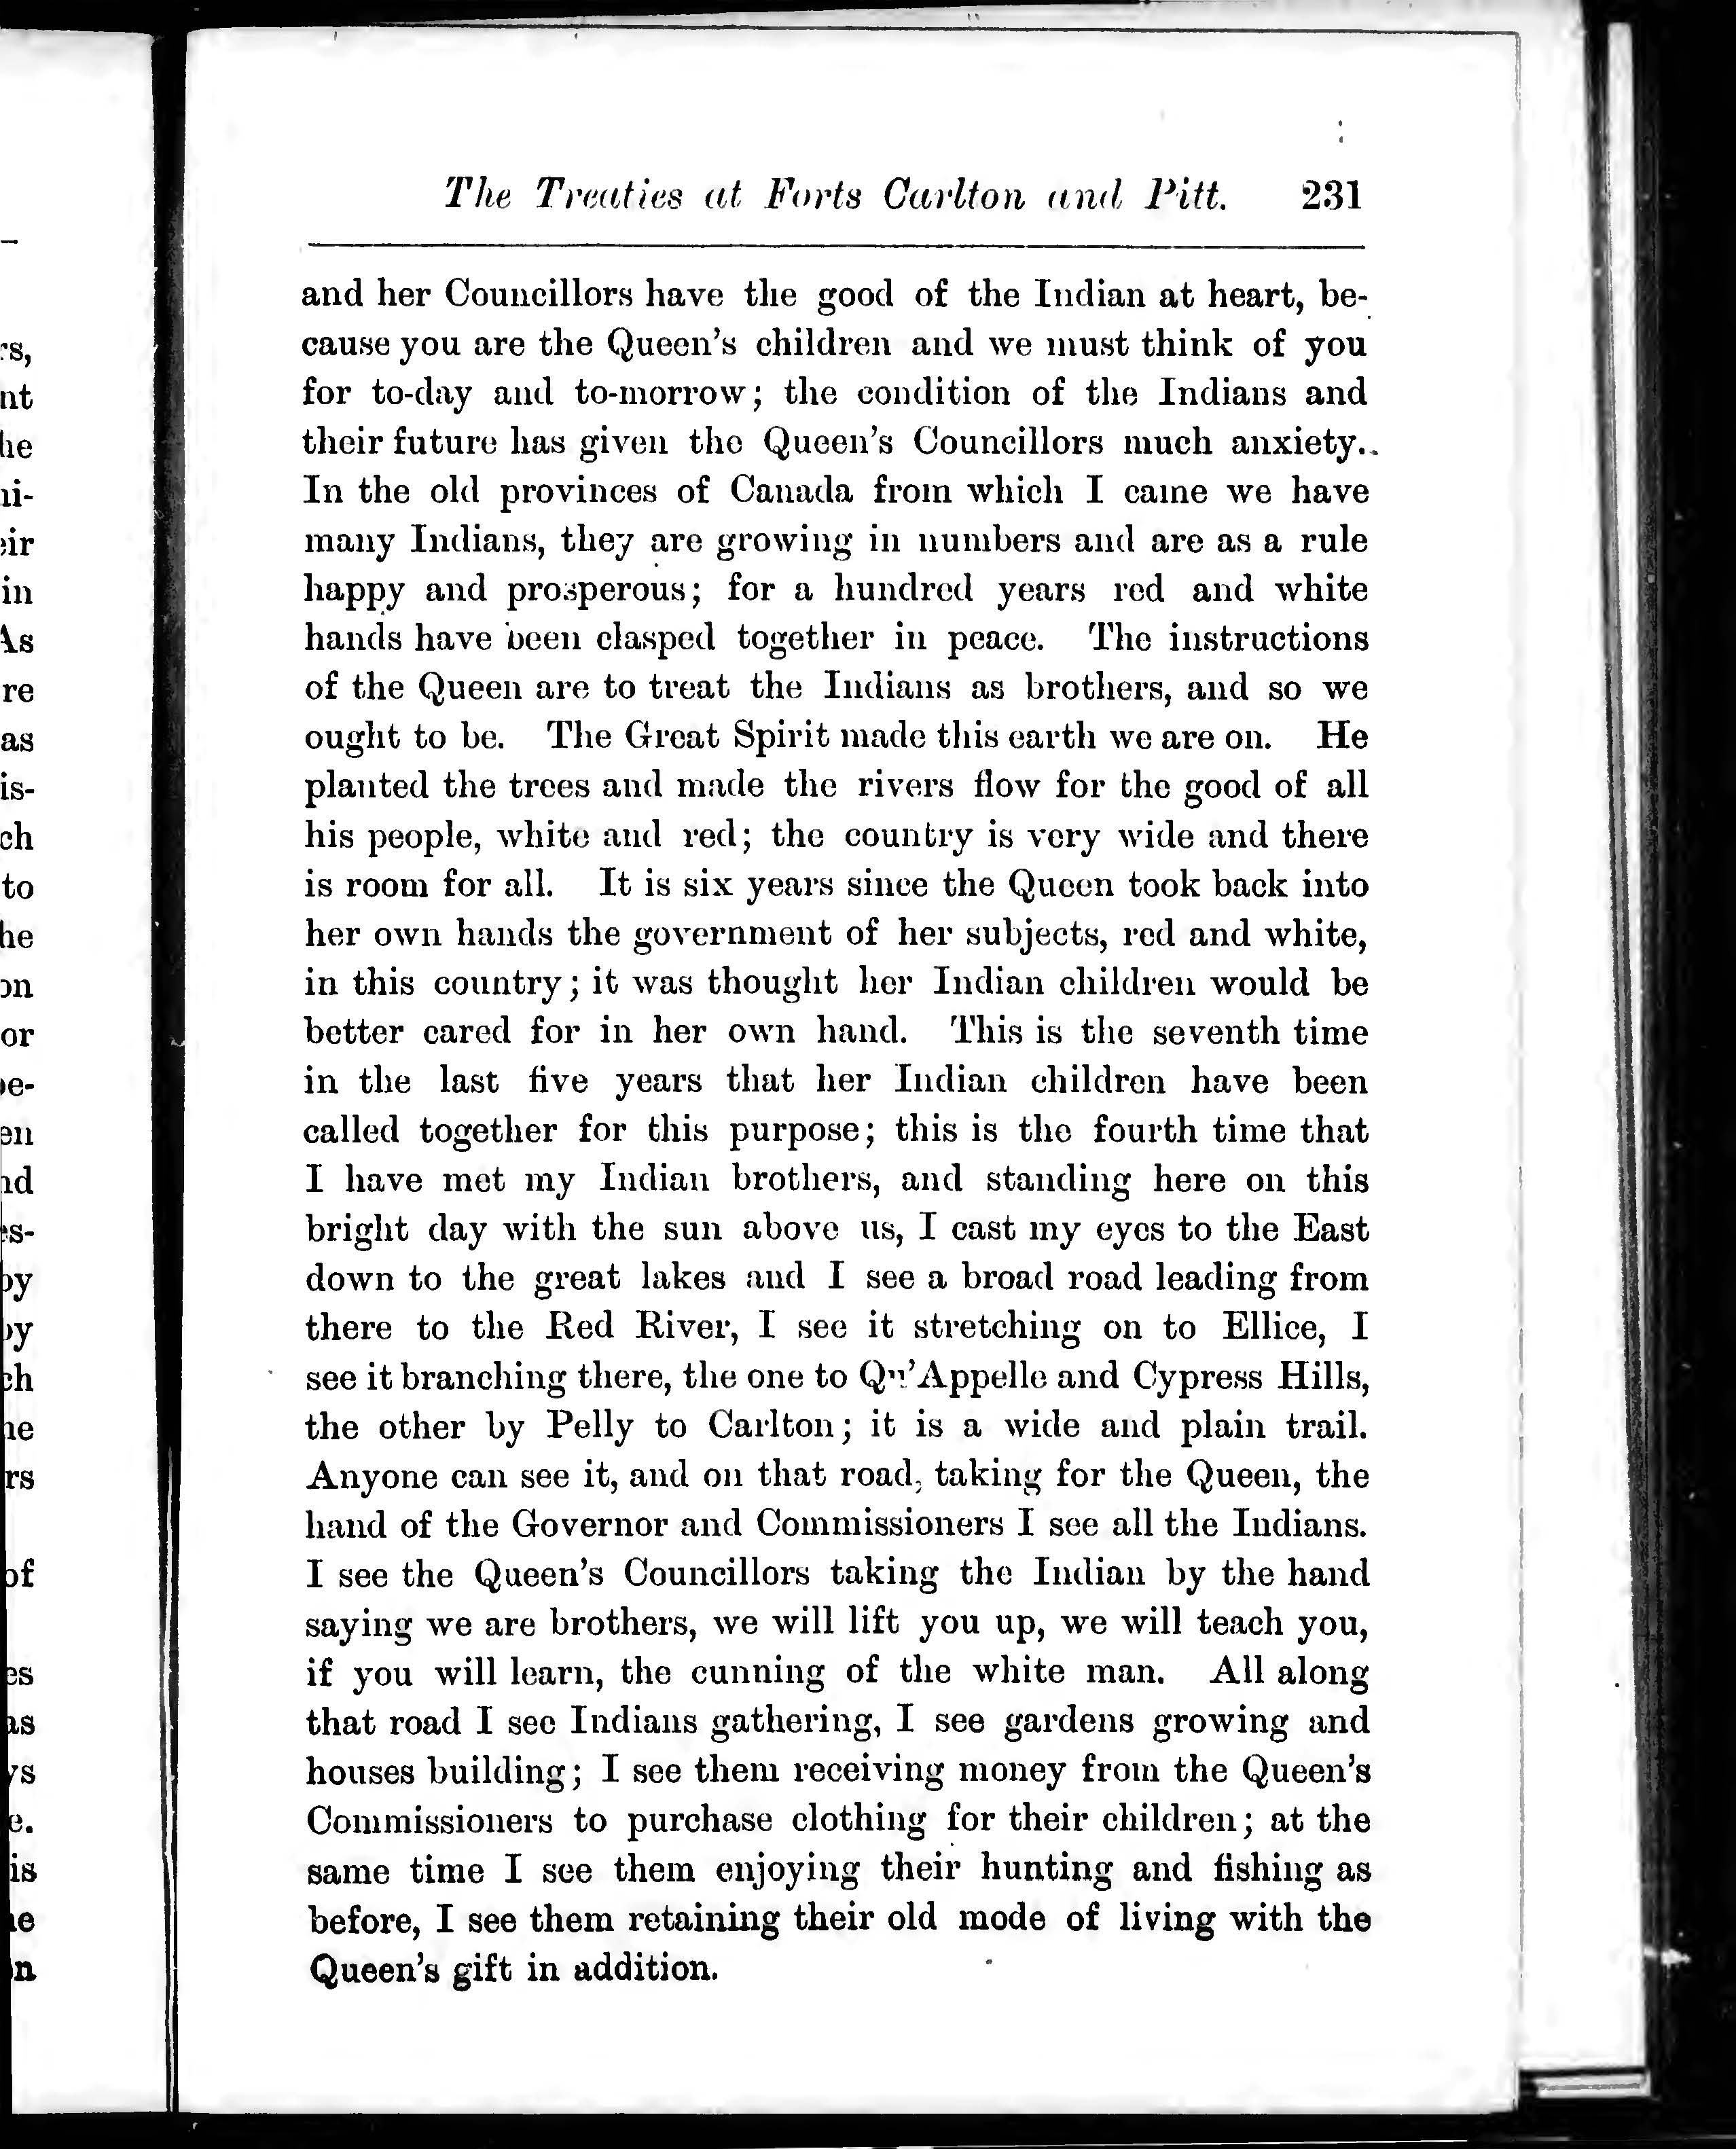 The Treaties at Forts Carlton and Pitt. 231
and her Councillors have the good of the Indian at heart, be-
cause you are the Queen's children and we must think of you
for to-day and to-morrow; the condition of the Indians and
their future has given the Queen's Councillors much anxiety.
In the old provinces of Canada from which I came we have
many Indians, they are growing in numbers and are as a rule
happy and prosperous; for a hundred years red and white
hands have been clasped together in peace. The instructions
of the Queen are to treat the Indians as brothers, and so we
ought to be. The Great Spirit made this earth we are on. He
planted the trees and made the rivers flow for the good of all
his people, white and red; the country is very wide and there
is room for all. It is six years since the Queen took back into
her own hands the government of her subjects, red and white,
in this country; it was thought her Indian children would be
better cared for in her own hand. This is the seventh time
in the last five years that her Indian children have been
called together for this purpose; this is the fourth time that
I have met my Indian brothers, and standing here on this
bright day with the sun above us, I cast my eyes to the East
down to the great lakes and I see a broad road leading from
there to the Red River, I see it stretching on to Ellice, I
see it branching there, the one to Qu'Appelle and Cypress Hills,
the other by Pelly to Carlton; it is a wide and plain trail.
Anyone can see it, and on that road, taking for the Queen, the
hand of the Governor and Commissioners I see all the Indians.
I see the Queen's Councillors taking the Indian by the hand
saying we are brothers, we will lift you up, we will teach you,
if you will learn, the cunning of the white man. All along
that road I see Indians gathering, I see gardens growing and
houses building; I see them receiving money from the Queen's
Commissioners to purchase clothing for their children; at the
same time I see them enjoying their hunting and fishing as
before, I see them retaining their old mode of living with the
Queen's gift in addition.